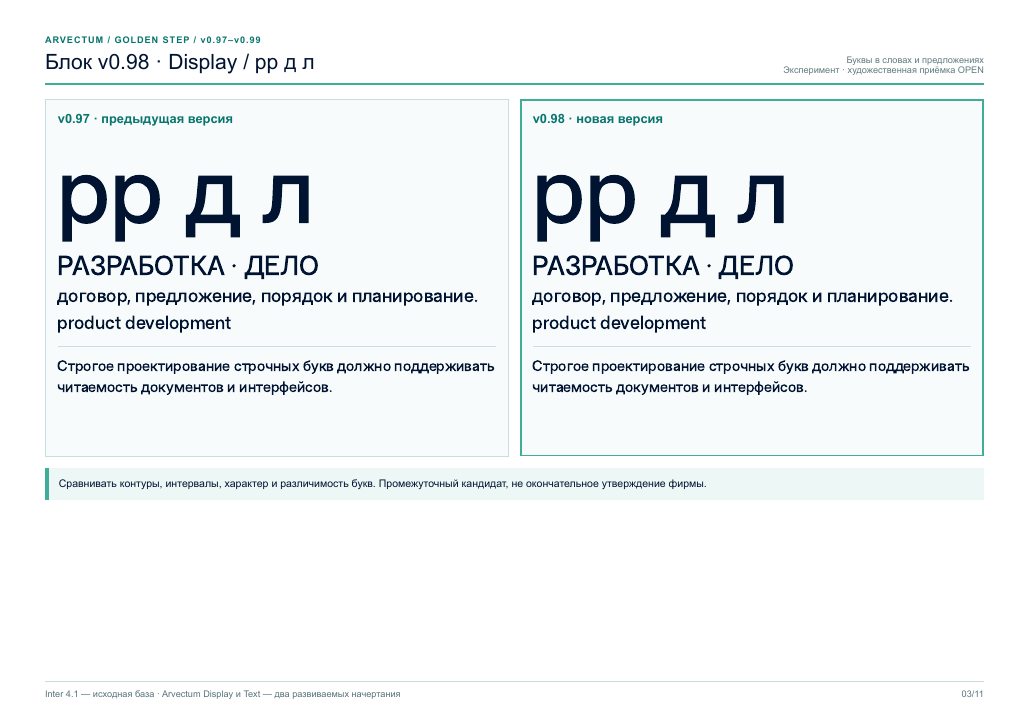 ARVECTUM / GOLDEN STEP / v0.97–v0.99
Блок v0.98 · Display / рр д л
Буквы в словах и предложениях
Эксперимент · художественная приёмка OPEN
v0.97 · предыдущая версия
рр д л
РАЗРАБОТКА · ДЕЛО
договор, предложение, порядок и планирование.
product development
Строгое проектирование строчных букв должно поддерживать
читаемость документов и интерфейсов.
v0.98 · новая версия
рр д л
РАЗРАБОТКА · ДЕЛО
договор, предложение, порядок и планирование.
product development
Строгое проектирование строчных букв должно поддерживать
читаемость документов и интерфейсов.
Сравнивать контуры, интервалы, характер и различимость букв. Промежуточный кандидат, не окончательное утверждение фирмы.
Inter 4.1 — исходная база · Arvectum Display и Text — два развиваемых начертания
03/11